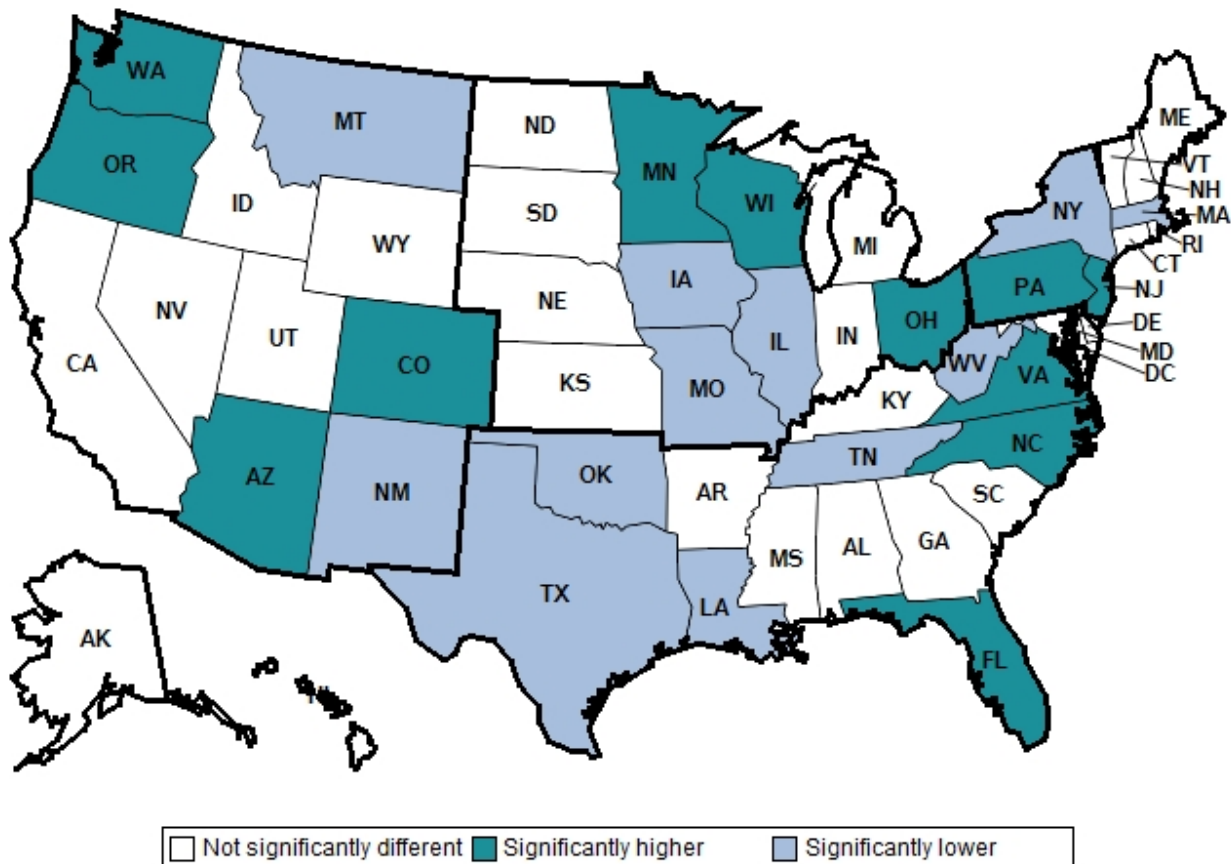 WA
MT
ND
ME
OR
MN
VT
ID
SD
WI
NH
NY
MA
WY
MI
RI
CT
IA
PA
NJ
NE
NV
OH
DE
UT
IL
IN
MD
CA
CO
WV
DC
KS
MO
VA
KY
NC
TN
AZ
OK
NM
AR
SC
MS
AL
GA
TX
LA
AK
FL
Not significantly different Significantly higher Significantly lower